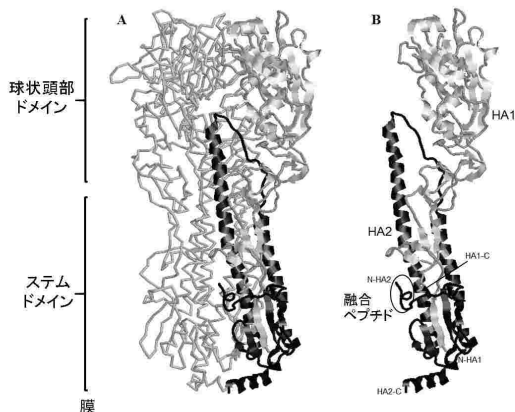 A
B
球状頭部
ドメイン
HA1
HA2
HA1-C
N-HA2
融合
ペプチド
ステム
ドメイン
N-HA1
HA2-C
膜